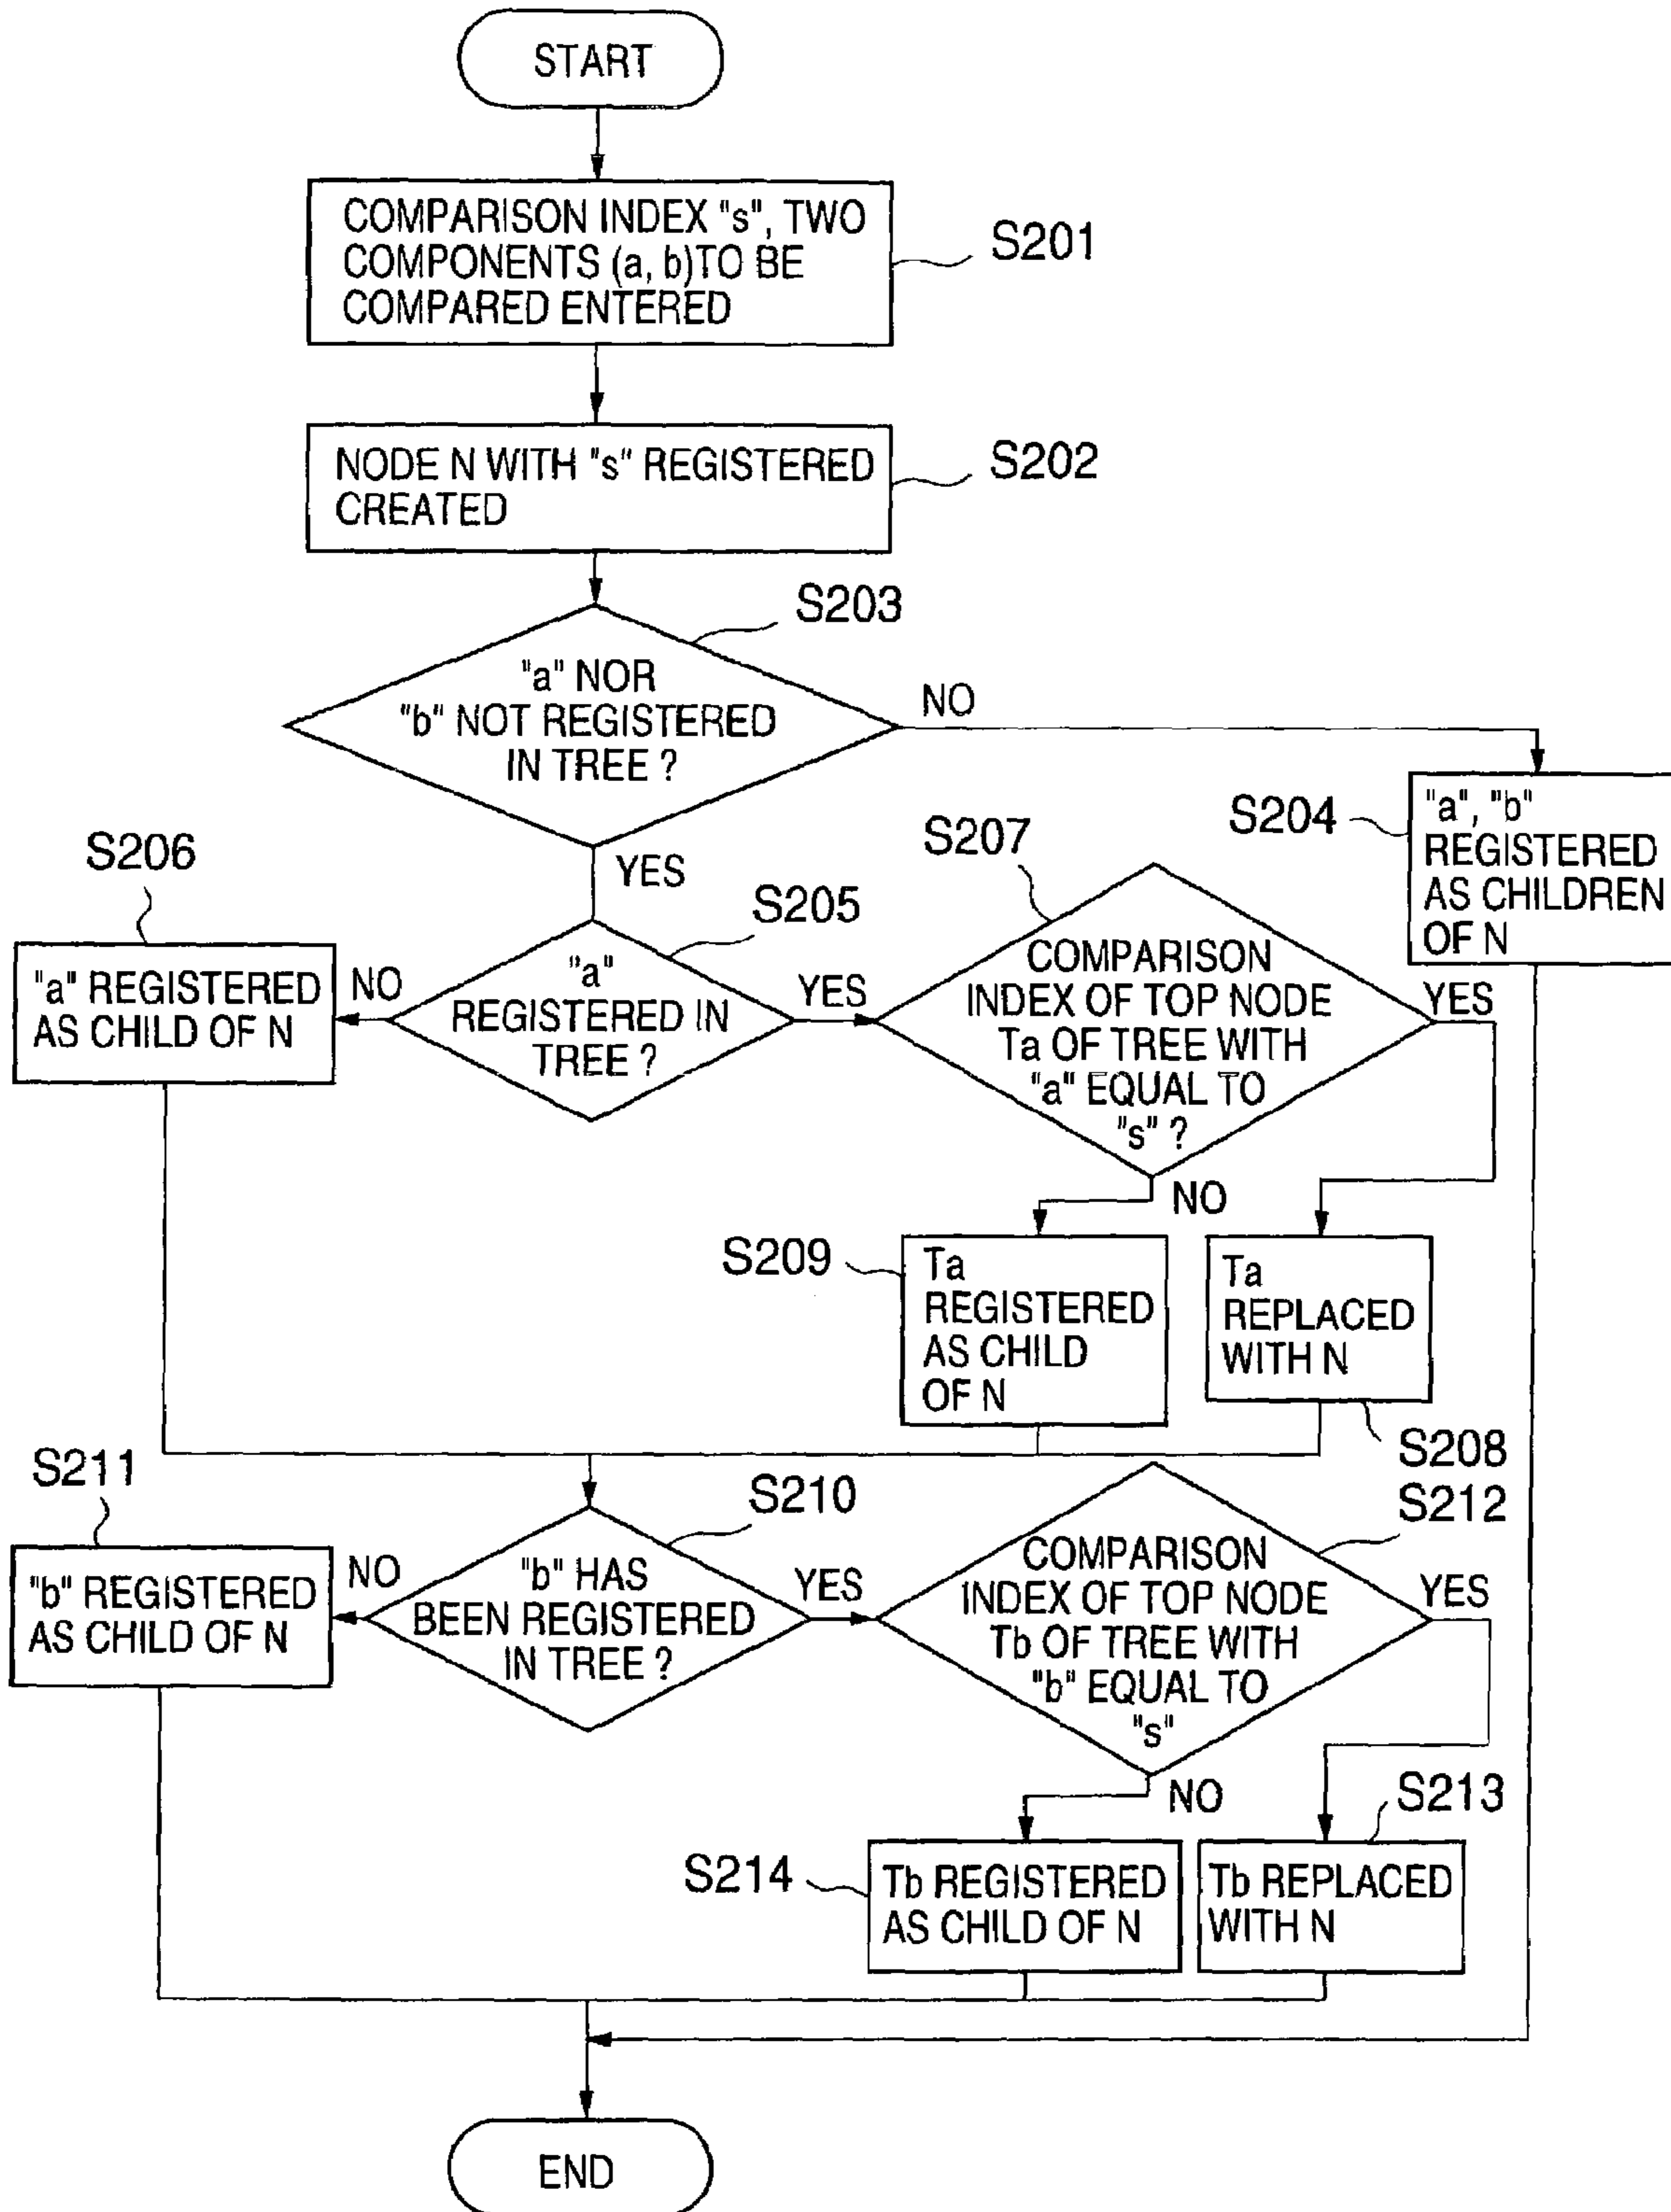 START
COMPARISON INDEX "s", TWO
COMPONENTS (a, b)TO BE
COMPARED ENTERED
S201
NODE N WITH "s" REGISTERED
CREATED
S202
S203
"a" NOR
"b" NOT REGISTERED
IN TREE ?
NO
YES
S204
"a", "b"
REGISTERED
AS CHILDREN
OF N
S206
"a" REGISTERED
AS CHILD OF N
NO
S205
"a"
REGISTERED IN
TREE ?
YES
S207
COMPARISON
INDEX OF TOP NODE
Ta OF TREE WITH
"a" EQUAL TO
"s" ?
YES
NO
S209
Ta
REGISTERED
AS CHILD
OF N
Ta
REPLACED
WITH N
S208
S211
"b" REGISTERED
AS CHILD OF N
NO
S210
"b" HAS
BEEN REGISTERED
IN TREE ?
YES
S212
COMPARISON
INDEX OF TOP NODE
Tb OF TREE WITH
"b" EQUAL TO
"s"
YES
NO
S213
S214
Tb REGISTERED
AS CHILD OF N
Tb REPLACED
WITH N
END